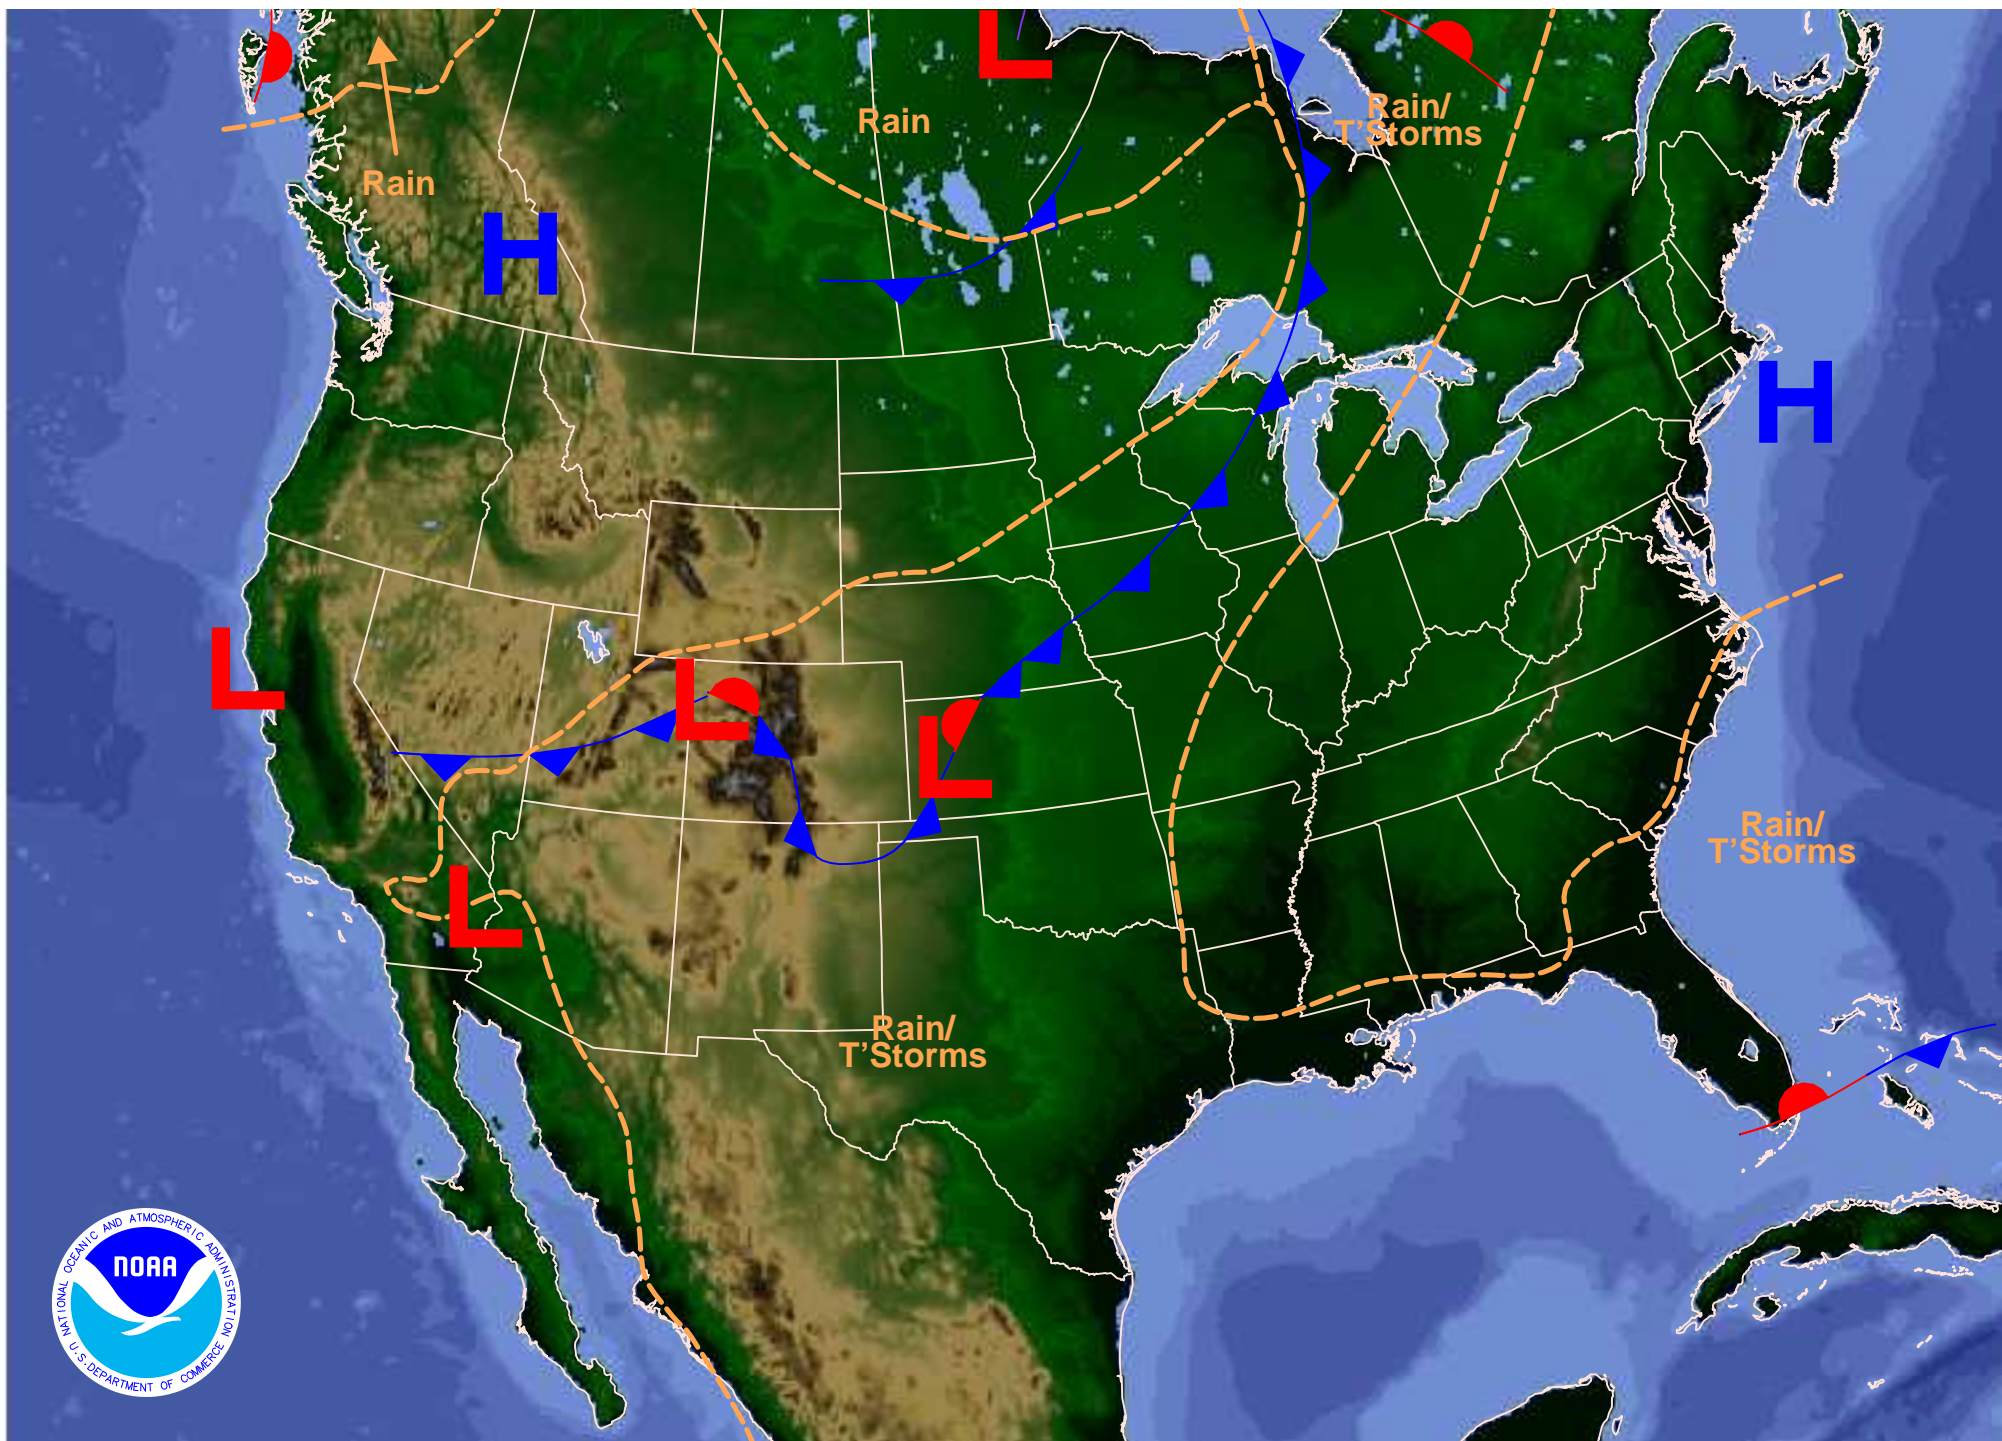 L
Rain
Rain/
T'Storms
Rain
H
H
L
L
L
Rain/
T'Storms
L
Rain/
T'Storms
NATIONAL OCEANIC AND ATMOSPHERIC ADMINISTRATION
NOAA
U.S. DEPARTMENT OF COMMERCE